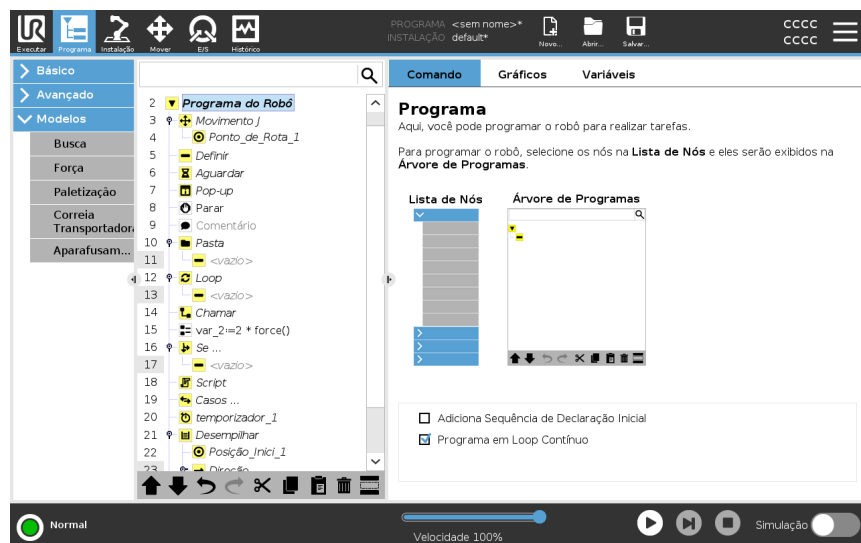 PROGRAMA <sem nome>*
INSTALAÇÃO default*
CCCC
CCCC
UR
Executar
Programa
Instalação
Mover
E/S
Histórico
Novo...
Abrir...
Salvar...
Básico
Avançado
Modelos
Busca
Força
Paletização
Correia
Transportadora
Aparafusam...
2 Programa do Robô
3 Movimento J
4 Ponto_de_Rota_1
5 Definir
6 Aguardar
7 Pop-up
8 Parar
9 Comentário
10 Pasta
11 <vazio>
12 Loop
13 <vazio>
14 Chamar
15 var_2:=2 * force()
16 Se ...
17 <vazio>
18 Script
19 Casos ...
20 temporizador_1
21 Desempilhar
22 Posição_Inici_1
23 Direção
Comando
Gráficos
Variáveis
Programa
Aqui, você pode programar o robô para realizar tarefas.
Para programar o robô, selecione os nós na Lista de Nós e eles serão exibidos na
Árvore de Programas.
Lista de Nós
Árvore de Programas
Adiciona Sequência de Declaração Inicial
Programa em Loop Contínuo
Normal
Velocidade 100%
Simulação